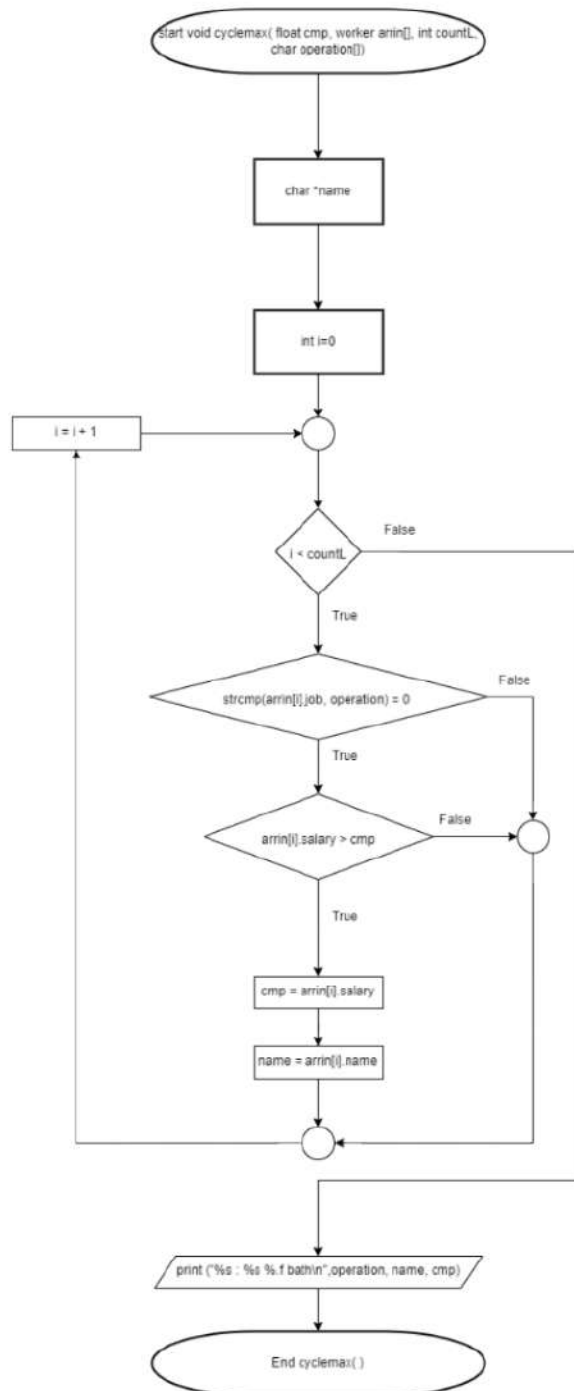 start void cyclemax( float cmp, worker arrin[], int countL,
char operation[])
char *name
int i=0
i = i + 1
i < countL
False
True
strcmp(arrin[i].job, operation) = 0
False
True
arrin[i].salary > cmp
False
True
cmp = arrin[i].salary
name = arrin[i].name
print ("%s : %s %.f bath\n",operation, name, cmp)
End cyclemax( )